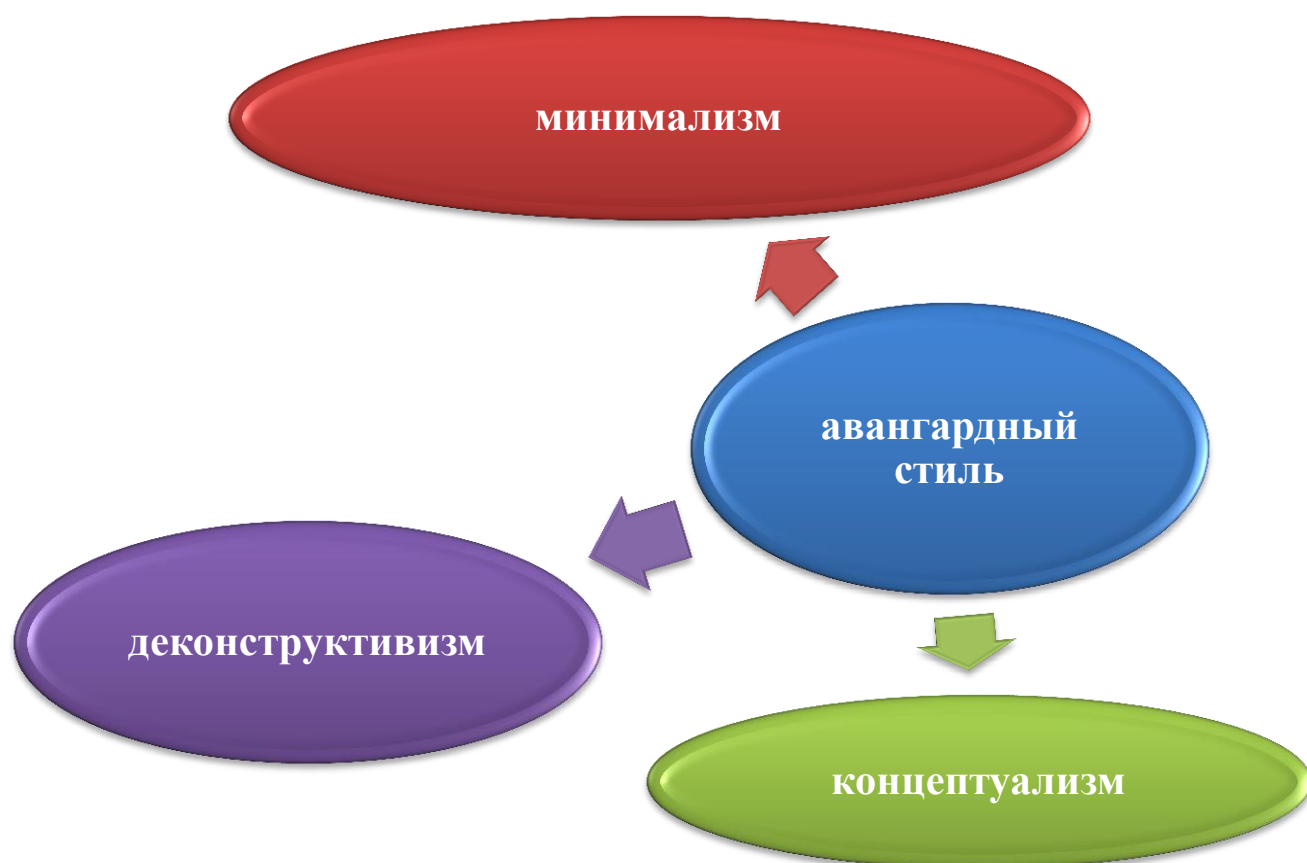 минимализм
авангардный
стиль
деконструктивизм
концептуализм